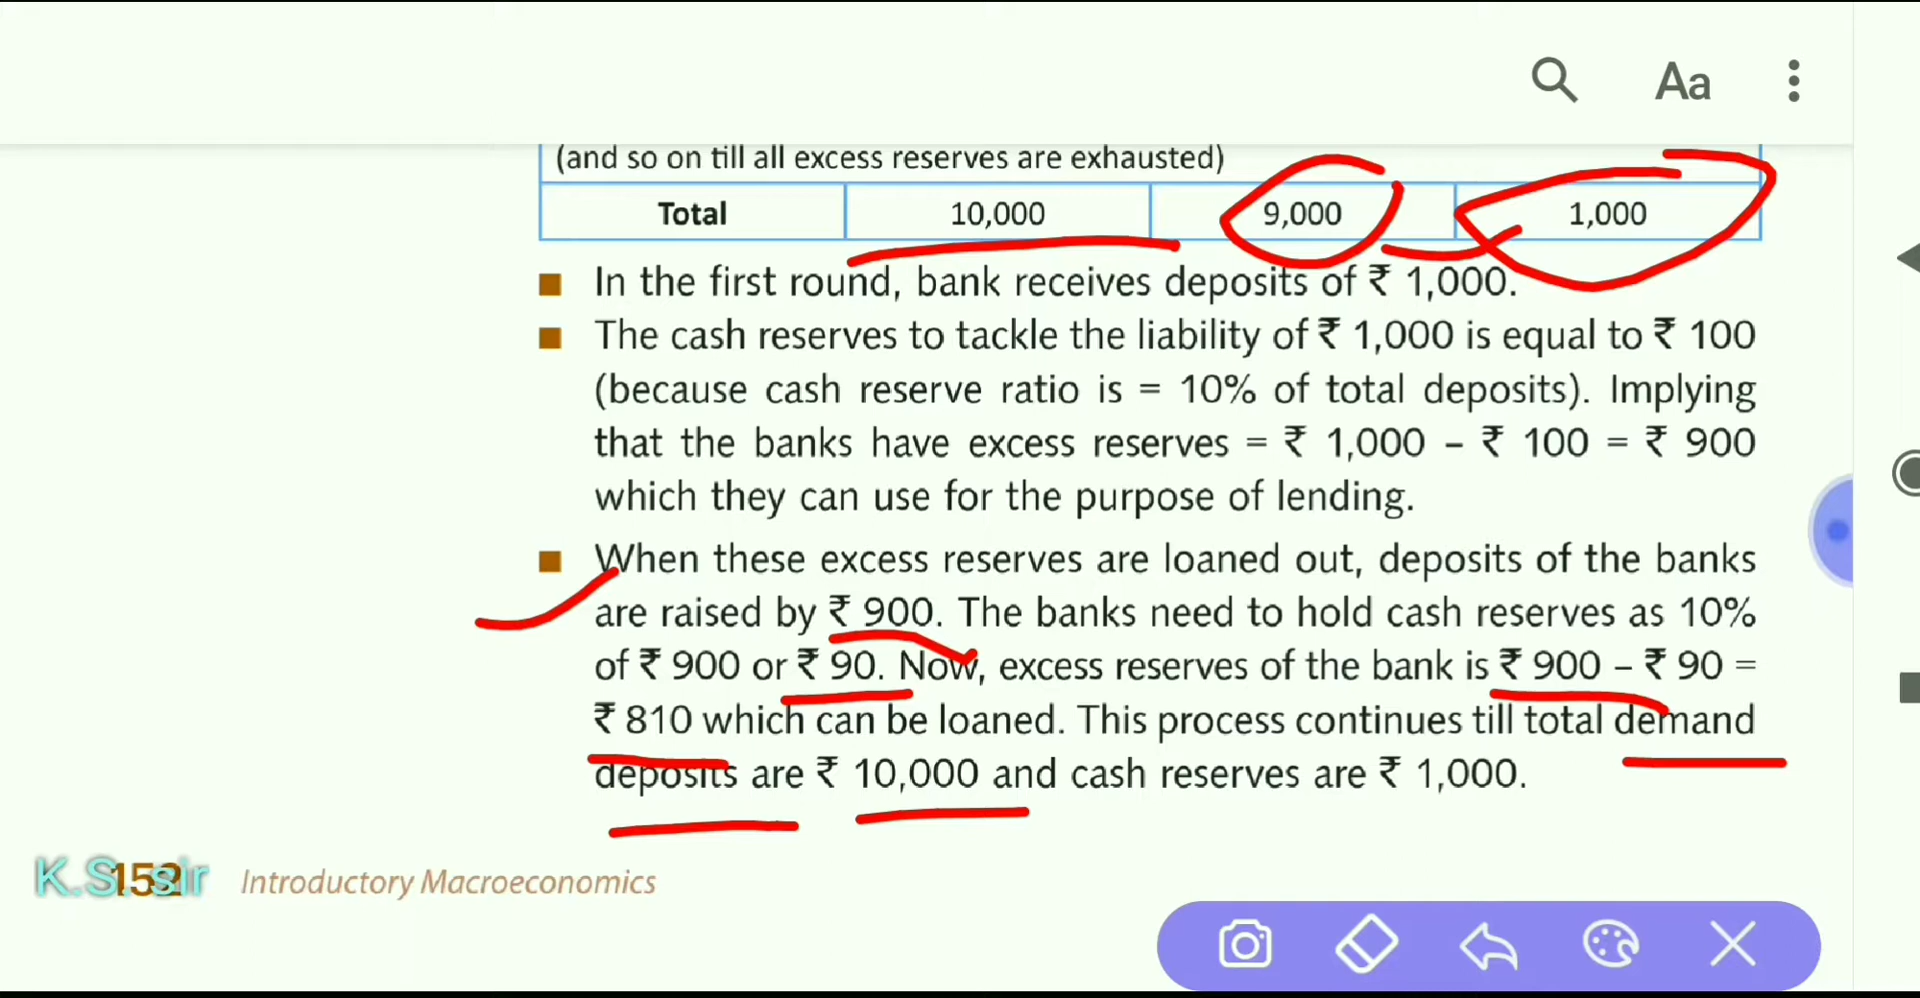 Aa
(and so on till all excess reserves are exhausted)
Total 10,000 9,000 1,000
In the first round, bank receives deposits of ₹ 1,000.
The cash reserves to tackle the liability of ₹ 1,000 is equal to ₹ 100
(because cash reserve ratio is = 10% of total deposits). Implying
that the banks have excess reserves = ₹ 1,000 – ₹ 100 = ₹ 900
which they can use for the purpose of lending.
When these excess reserves are loaned out, deposits of the banks
are raised by ₹ 900. The banks need to hold cash reserves as 10%
of ₹ 900 or ₹ 90. Now, excess reserves of the bank is ₹ 900 – ₹ 90 =
₹ 810 which can be loaned. This process continues till total demand
deposits are ₹ 10,000 and cash reserves are ₹ 1,000.
K.S. sir
152 Introductory Macroeconomics